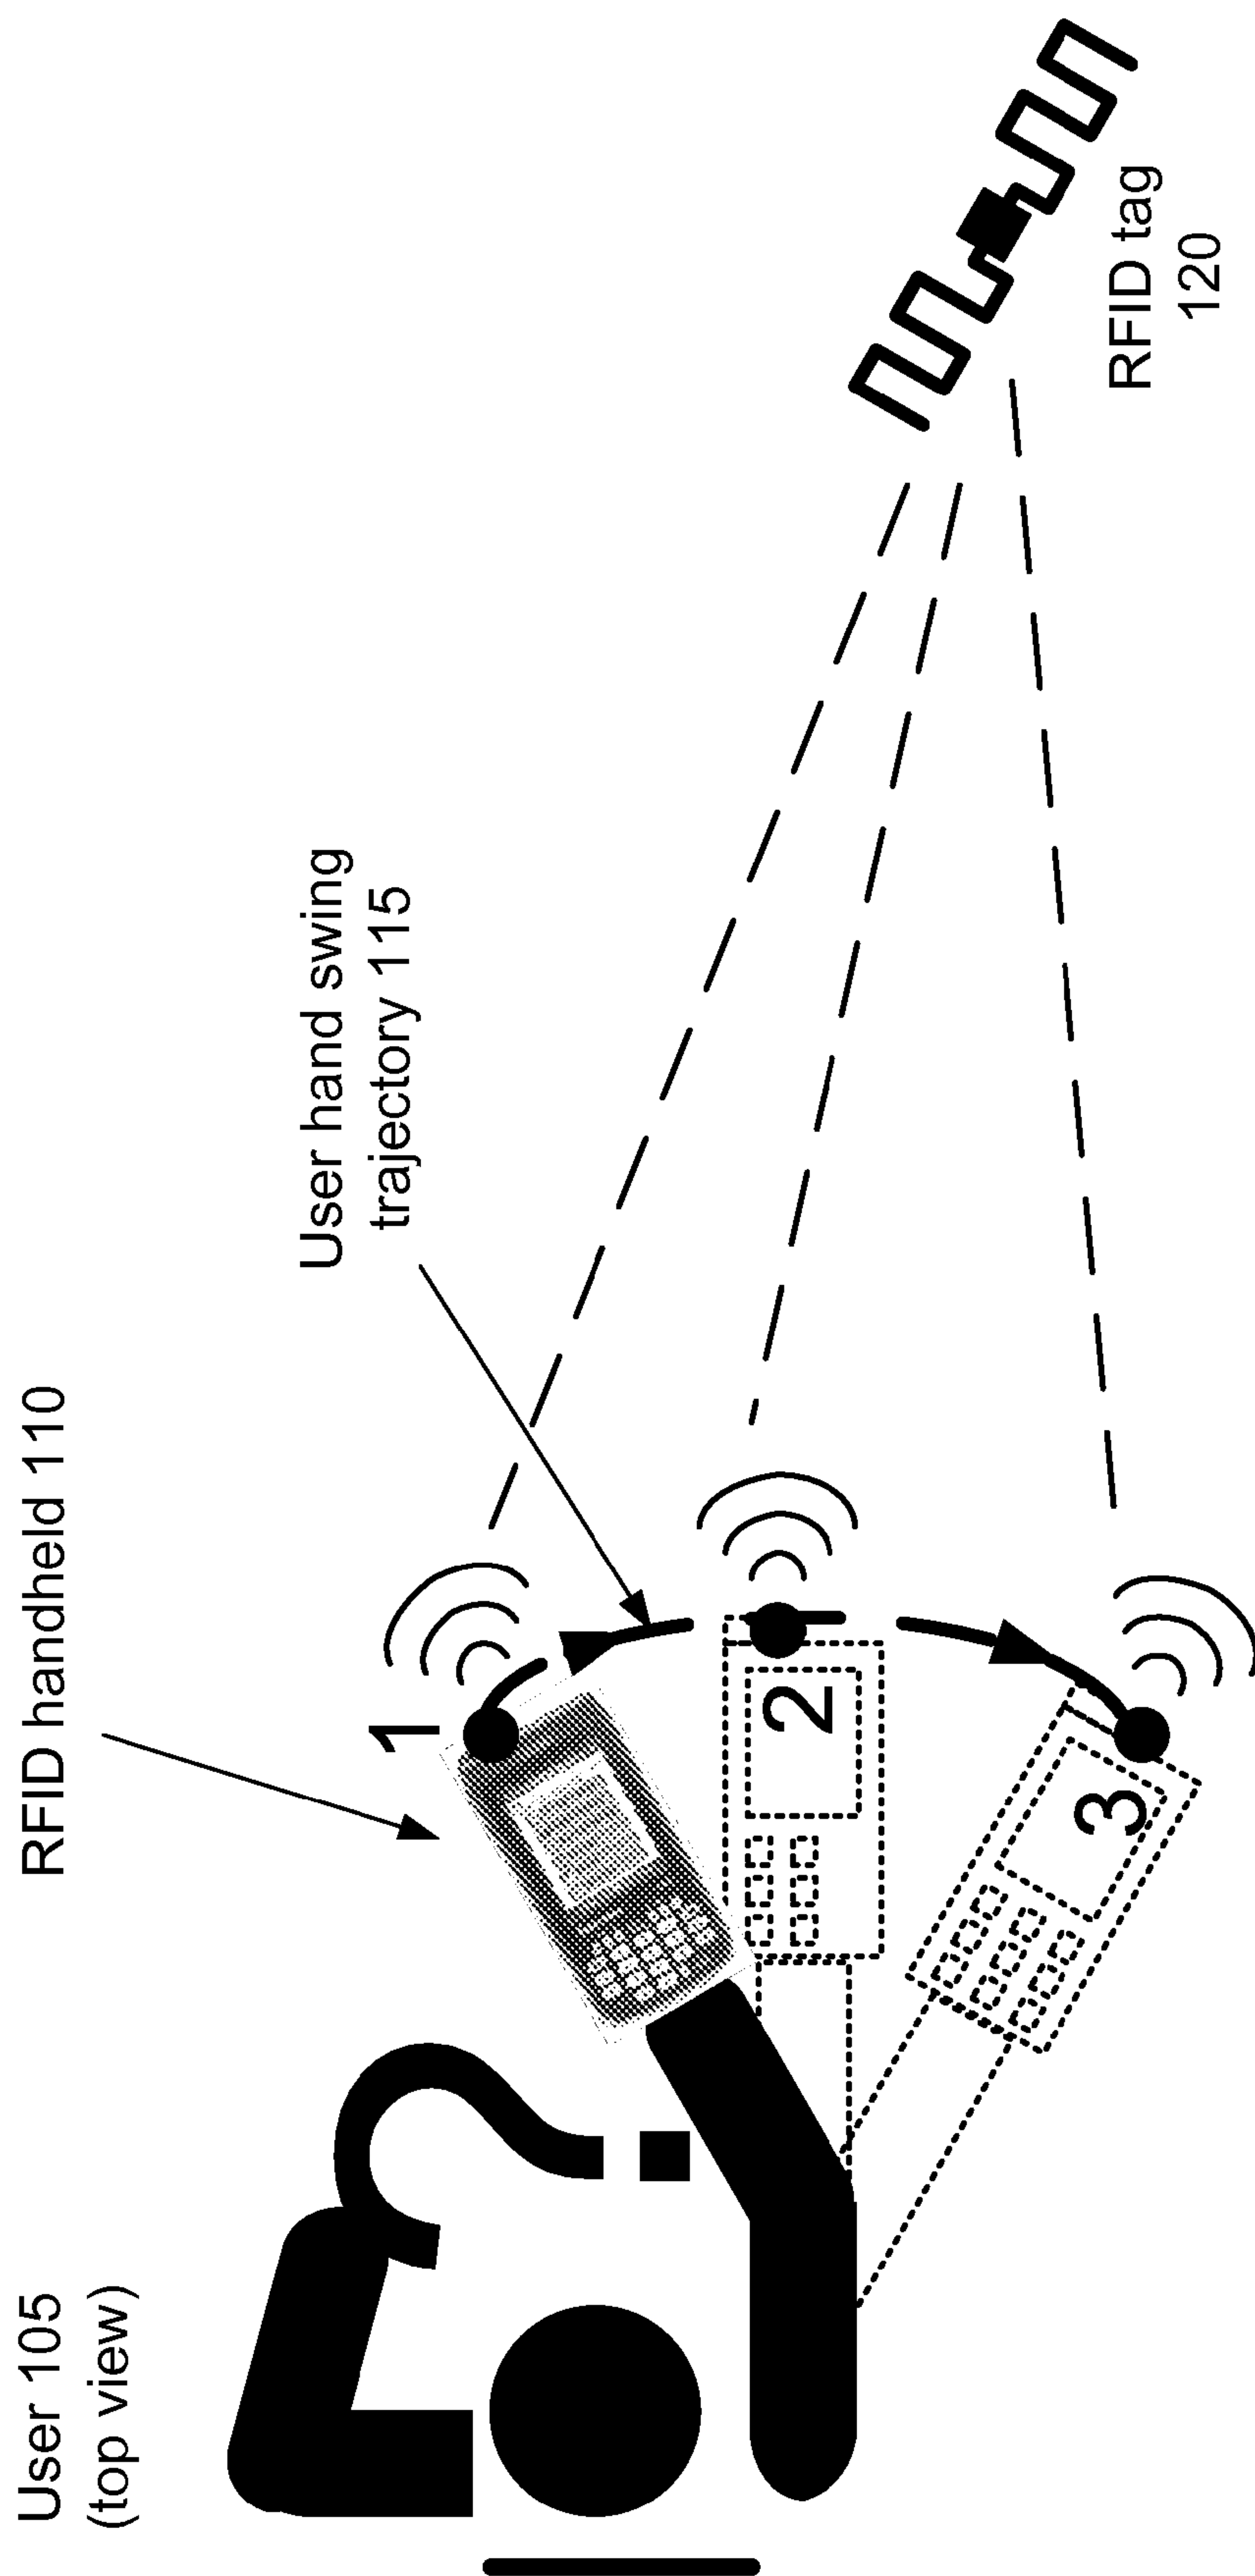 User 105
(top view)
RFID handheld 110
User hand swing
trajectory 115
1
2
3
RFID tag
120